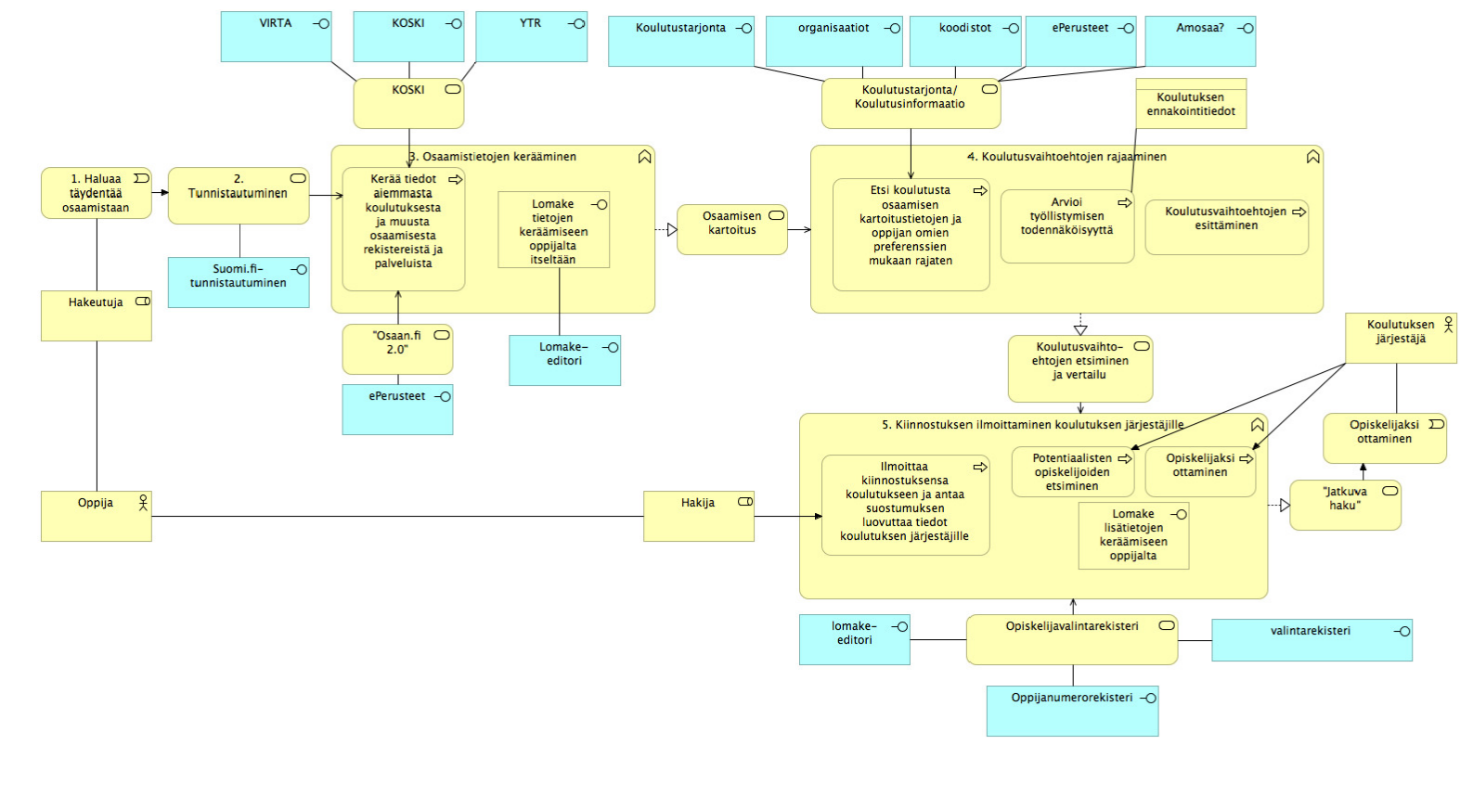 VIRTA
KOSKI
YTR
Koulutustarjonta
organisaatiot
koodistot
ePerusteet
Amosaa?
KOSKI
Koulutustarjonta/
Koulutusinformaatio
Koulutuksen
ennakointitiedot
1. Haluaa
täydentää
osaamistaan
2.
Tunnistautuminen
3. Osaamistietojen kerääminen
Kerää tiedot
aiemmasta
koulutuksesta
ja muusta
osaamisesta
rekistereistä ja
palveluista
Lomake
tietojen
keräämiseen
oppijalta
itseltään
Osaamisen
kartoitus
4. Koulutusvaihtoehtojen rajaaminen
Etsi koulutusta
osaamisen
kartoitustietojen ja
oppijan omien
preferenssien
mukaan rajaten
Arvioi
työllistymisen
todennäköisyyttä
Koulutusvaihtoehtojen
esittäminen
Suomi.fi-
tunnistautuminen
Hakeutuja
"Osaan.fi
2.0"
Lomake-
editori
ePerusteet
Koulutusvaihto-
ehtojen etsiminen
ja vertailu
Koulutuksen
järjestäjä
5. Kiinnostuksen ilmoittaminen koulutuksen järjestäjille
Ilmoittaa
kiinnostuksensa
koulutukseen ja antaa
suostumuksen
luovuttaa tiedot
koulutuksen järjestäjille
Potentiaalisten
opiskelijoiden
etsiminen
Opiskelijaksi
ottaminen
Lomake
lisätietojen
keräämiseen
oppijalta
Opiskelijaksi
ottaminen
"Jatkuva
haku"
Oppija
Hakija
lomake-
editori
Opiskelijavalintarekisteri
valintarekisteri
Oppijanumerorekisteri